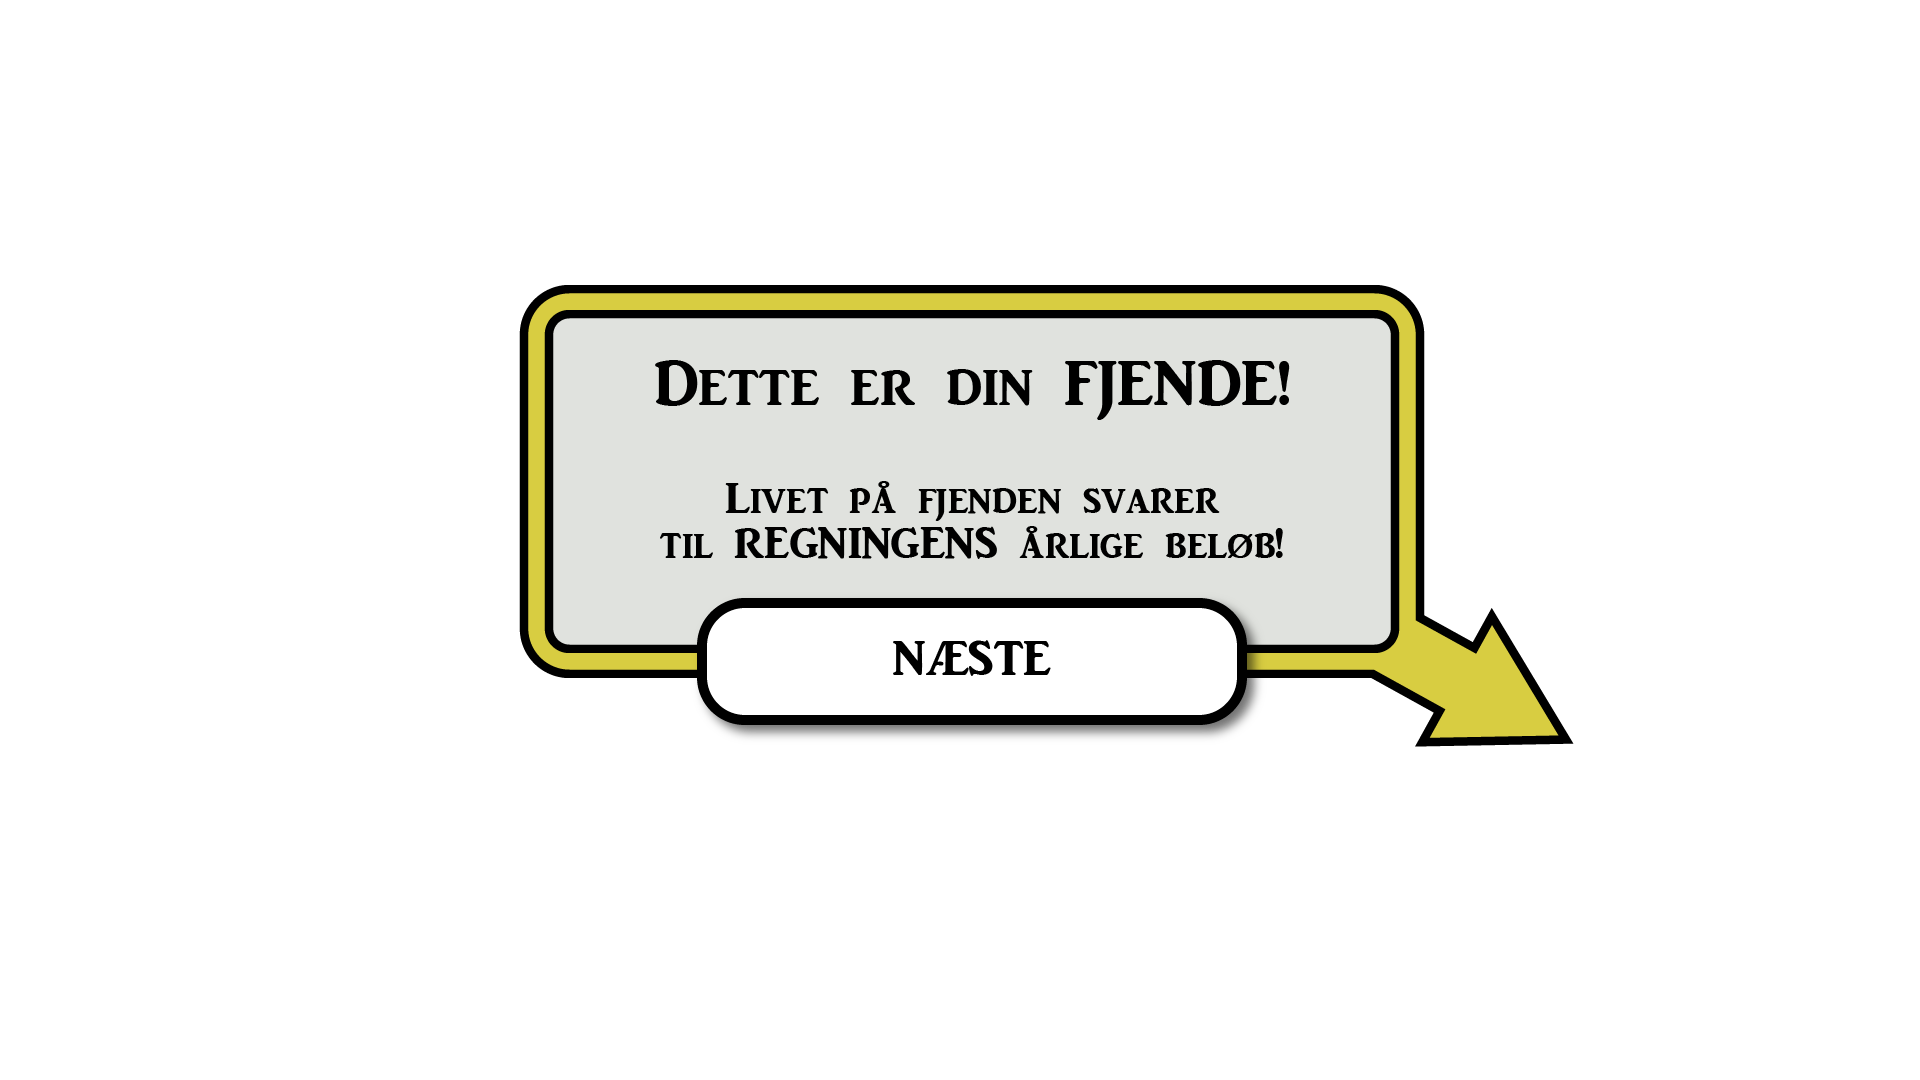 Dette er din FJENDE!
Livet på fjenden svarer
til REGNINGENS årlige beløb!
NÆSTE